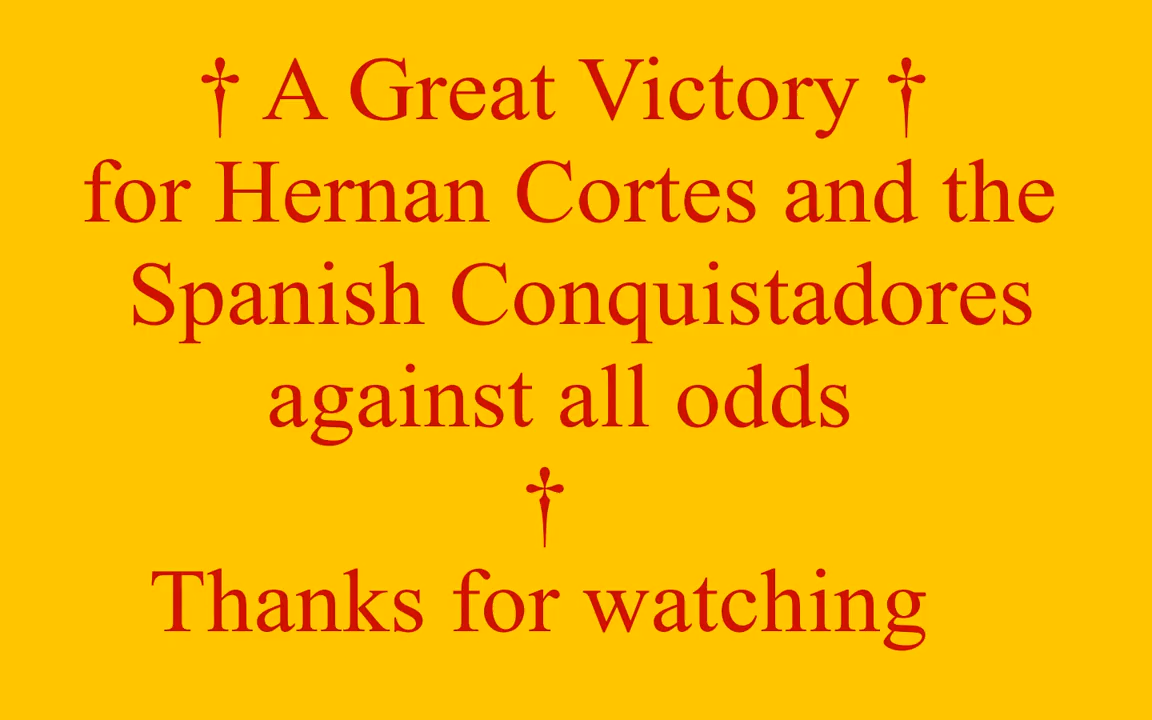 † A Great Victory †
for Hernan Cortes and the
Spanish Conquistadores
against all odds
†
Thanks for watching